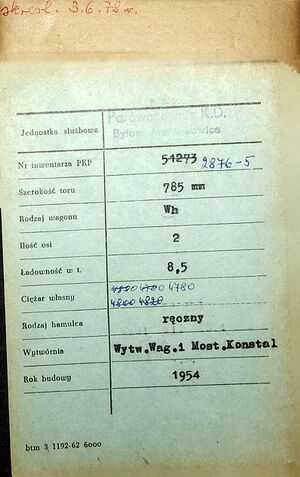 skreśl. 3.6.78 r.
Parowozownia K.D.
Jednostka służbowa
Bytom
Nr inwentarza PKP 54273 2876-5
Szerokość toru 785 mm
Rodzaj wagonu Wh
Ilość osi 2
Ładowność w t. 8,5
4780
Ciężar własny
Rodzaj hamulca ręczny
Wytwórnia Wytw.Wag.i Most.Konstal
Rok budowy 1954
btm 3 1192-62 6000